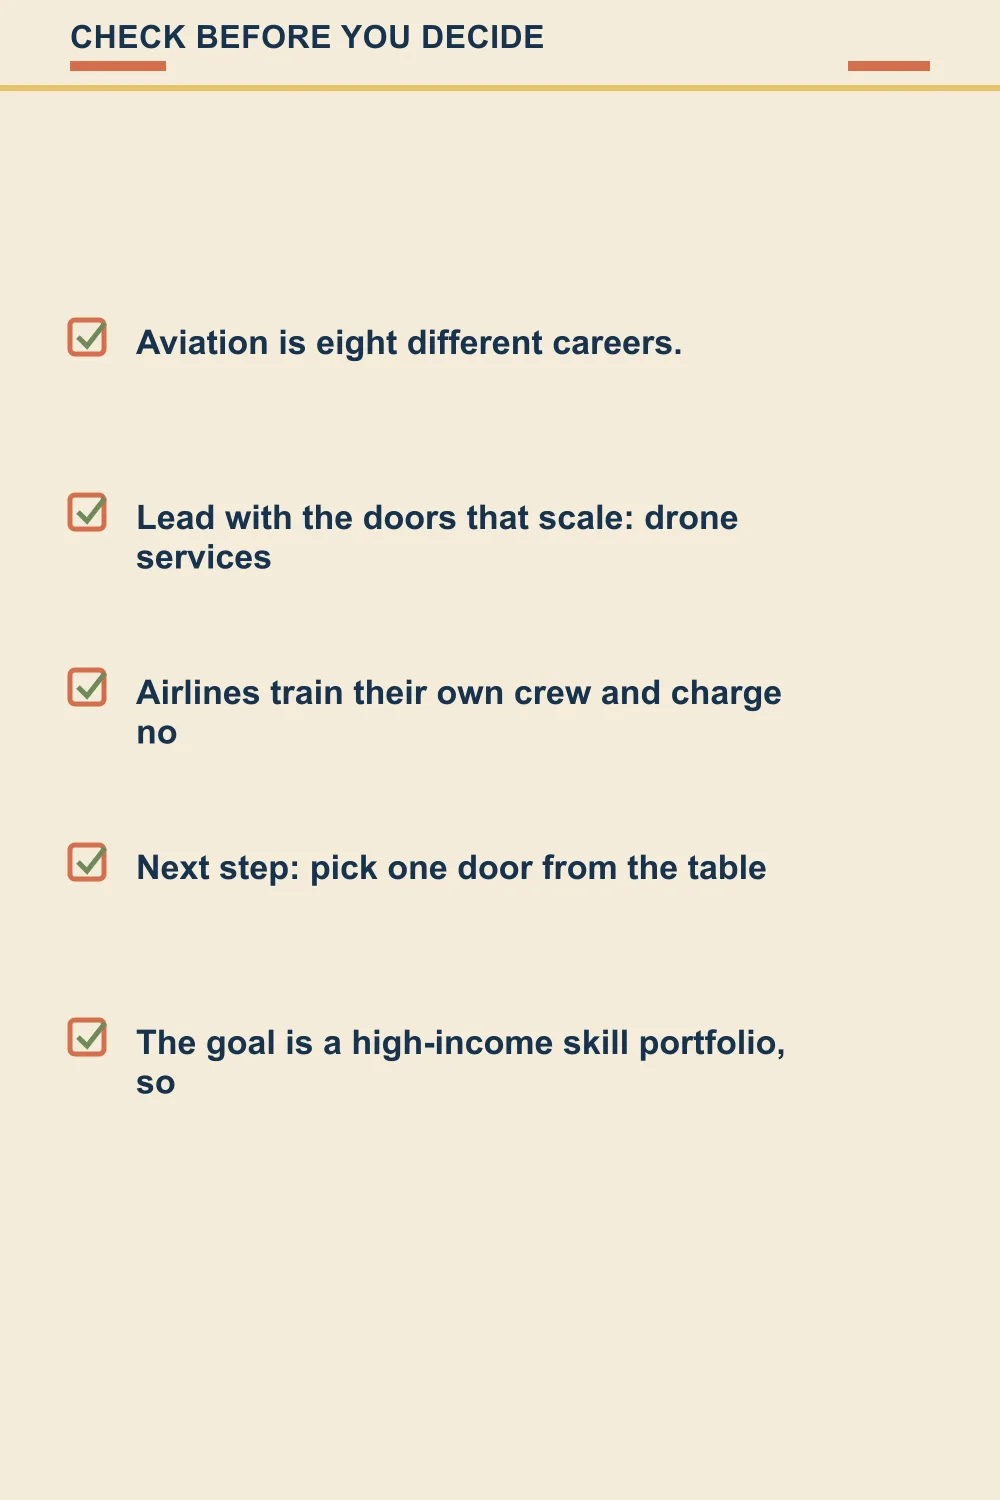 CHECK BEFORE YOU DECIDE
Aviation is eight different careers.
Lead with the doors that scale: drone
services
Airlines train their own crew and charge
no
Next step: pick one door from the table
The goal is a high-income skill portfolio,
so